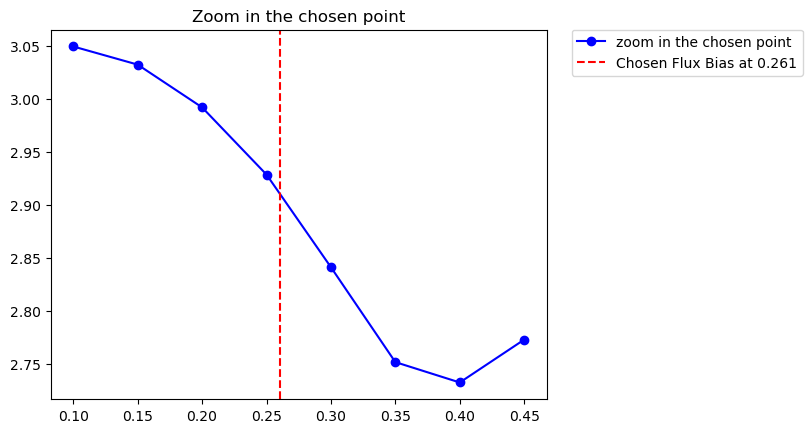 Zoom in the chosen point
zoom in the chosen point
Chosen Flux Bias at 0.261
3.05
3.00
2.95
2.90
2.85
2.80
2.75
0.10 0.15 0.20 0.25 0.30 0.35 0.40 0.45